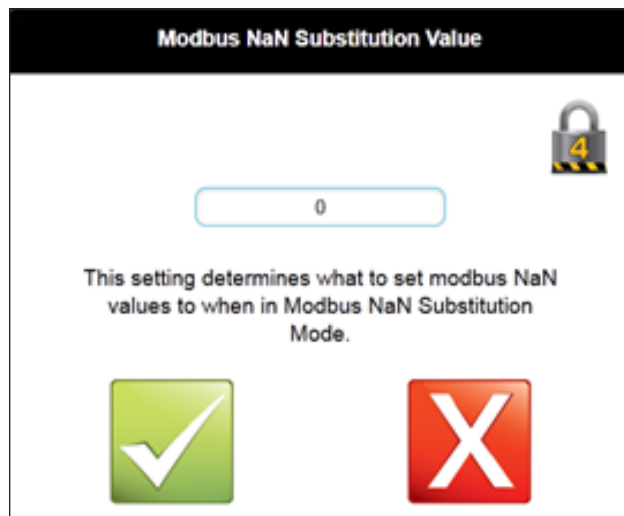 Modbus NaN Substitution Value
4
0
This setting determines what to set modbus NaN
values to when in Modbus NaN Substitution
Mode.
X